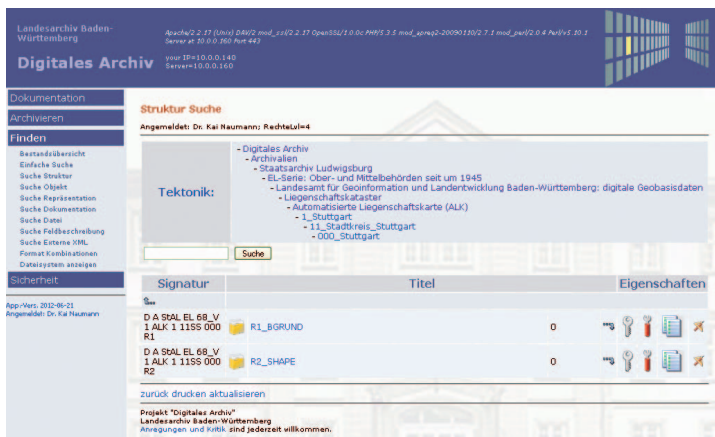 Landesarchiv Baden-
Württemberg
Digitales Archiv
Apache/2.2.17 (Unix) DAV/2 mod_ssl/2.2.17 OpenSSL/1.0.0c PHP/5.3.5 mod_apreq2-20090110/2.7.1 mod_perl/2.0.4 Perl/v5.10.1
Server at 10.0.0.160 Port 443
your IP=10.0.0.140
Server=10.0.0.160
Dokumentation
Archivieren
Finden
Bestandsübersicht
Einfache Suche
Suche Struktur
Suche Objekt
Suche Repräsentation
Suche Dokumentation
Suche Datei
Suche Feldbeschreibung
Suche Externe XML
Format Kombinationen
Dateisystem anzeigen
Sicherheit
App-Vers. 2012-06-21
Angemeldet: Dr. Kai Naumann
Struktur Suche
Angemeldet: Dr. Kai Naumann; RechteLvl=4
Tektonik:
- Digitales Archiv
- Archivalien
- Staatsarchiv Ludwigsburg
- EL-Serie: Ober- und Mittelbehörden seit um 1945
- Landesamt für Geoinformation und Landentwicklung Baden-Württemberg: digitale Geobasisdaten
- Liegenschaftskataster
- Automatisierte Liegenschaftskarte (ALK)
- 1_Stuttgart
- 11_Stadtkreis_Stuttgart
- 000_Stuttgart
Suche
Signatur Titel Eigenschaften
D A StAL EL 68_V
1 ALK 1 11SS 000 R1_BGRUND 0
R1
D A StAL EL 68_V
1 ALK 1 11SS 000 R2_SHAPE 0
R2
zurück drucken aktualisieren
Projekt "Digitales Archiv"
Landesarchiv Baden-Württemberg
Anregungen und Kritik sind jederzeit willkommen.